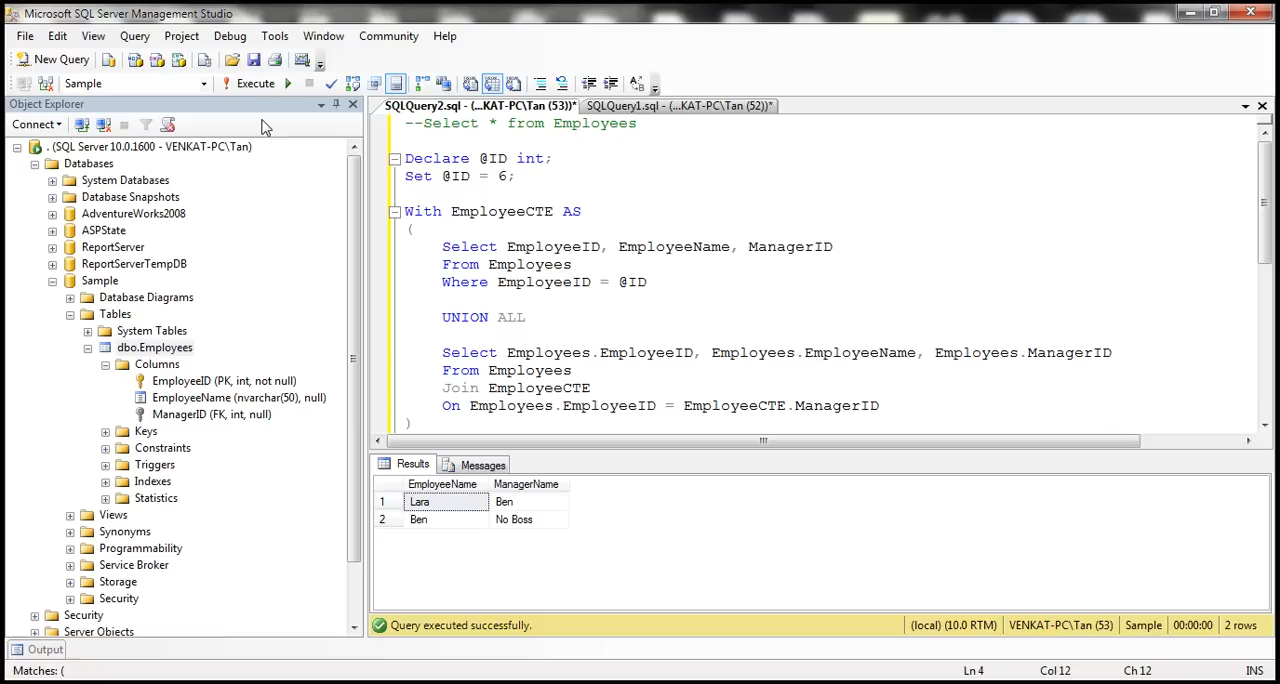 Microsoft SQL Server Management Studio
File Edit View Query Project Debug Tools Window Community Help
New Query
Sample Execute
Object Explorer
Connect
. (SQL Server 10.0.1600 - VENKAT-PC\Tan)
Databases
System Databases
Database Snapshots
AdventureWorks2008
ASPState
ReportServer
ReportServerTempDB
Sample
Database Diagrams
Tables
System Tables
dbo.Employees
Columns
EmployeeID (PK, int, not null)
EmployeeName (nvarchar(50), null)
ManagerID (FK, int, null)
Keys
Constraints
Triggers
Indexes
Statistics
Views
Synonyms
Programmability
Service Broker
Storage
Security
Security
Server Objects
Output
SQLQuery2.sql - (...KAT-PC\Tan (53))* SQLQuery1.sql - (...KAT-PC\Tan (52))*
--Select * from Employees
Declare @ID int;
Set @ID = 6;
With EmployeeCTE AS
(
Select EmployeeID, EmployeeName, ManagerID
From Employees
Where EmployeeID = @ID
UNION ALL
Select Employees.EmployeeID, Employees.EmployeeName, Employees.ManagerID
From Employees
Join EmployeeCTE
On Employees.EmployeeID = EmployeeCTE.ManagerID
)
Results Messages
EmployeeName ManagerName
1 Lara Ben
2 Ben No Boss
Query executed successfully. (local) (10.0 RTM) VENKAT-PC\Tan (53) Sample 00:00:00 2 rows
Matches: ( Ln 4 Col 12 Ch 12 INS